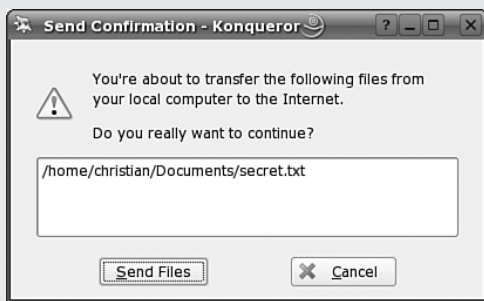 Send Confirmation - Konqueror
You're about to transfer the following files from
your local computer to the Internet.
Do you really want to continue?
/home/christian/Documents/secret.txt
Send Files
Cancel